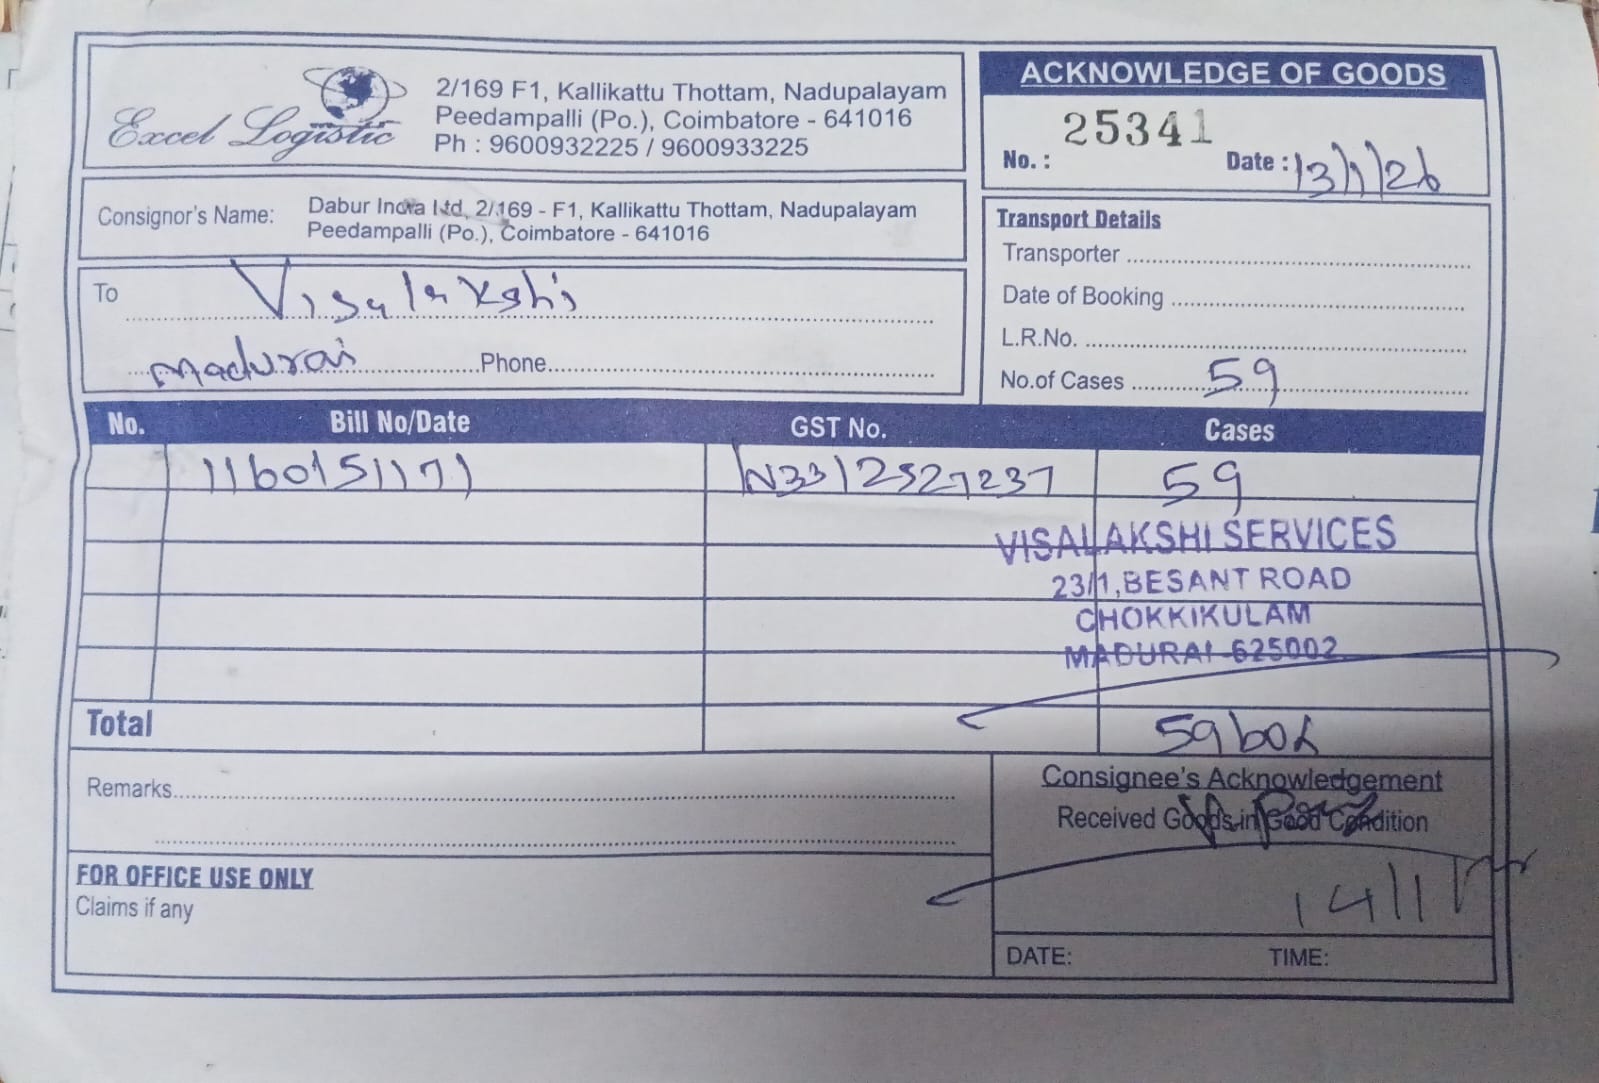 Excel Logistic
2/169 F1, Kallikattu Thottam, Nadupalayam
Peedampalli (Po.), Coimbatore - 641016
Ph : 9600932225 / 9600933225
ACKNOWLEDGE OF GOODS
No. : 25341 Date : 13/1/26
Consignor's Name: Dabur India Ltd. 2/169 - F1, Kallikattu Thottam, Nadupalayam
Peedampalli (Po.), Coimbatore - 641016
To Visalakshi
Madurai Phone
Transport Details
Transporter
Date of Booking
L.R.No.
No.of Cases 59
No. Bill No/Date GST No. Cases
1160151171 N3312527237 59
VISALAKSHI SERVICES
23/1, BESANT ROAD
CHOKKIKULAM
MADURAI-625002
Total 59 box
Remarks
Consignee's Acknowledgement
Received Goods in Good Condition
14/1
FOR OFFICE USE ONLY
Claims if any
DATE: TIME: